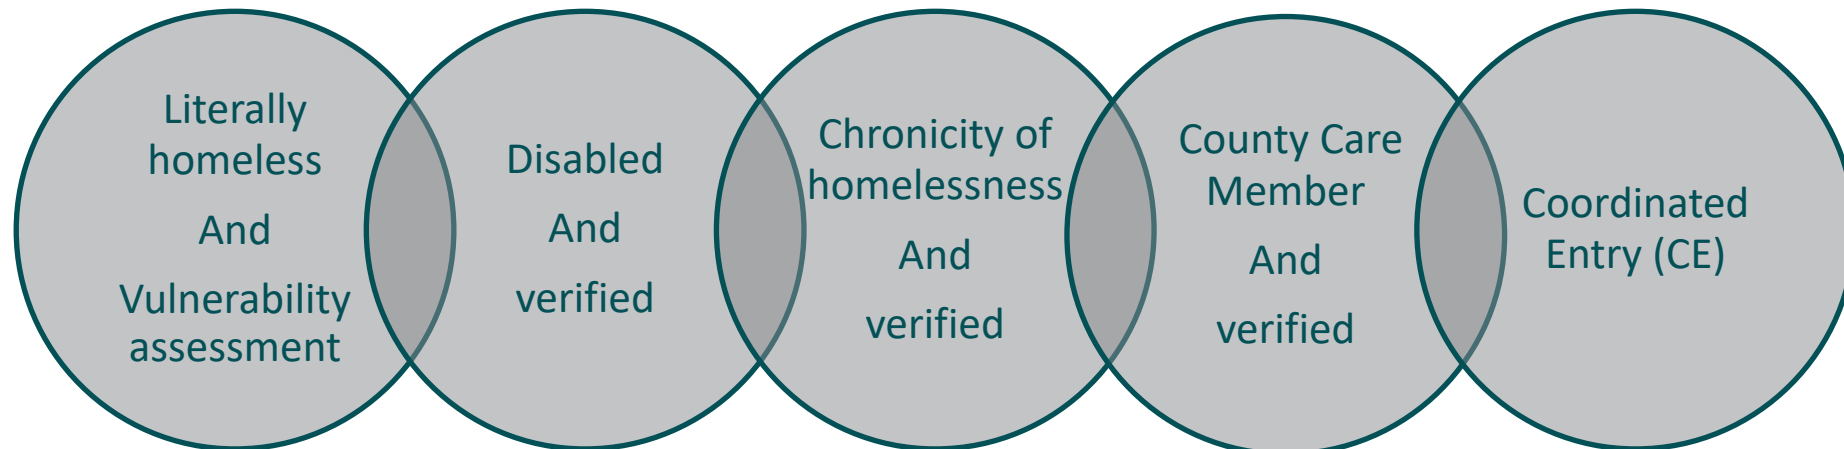 Literally
homeless
And
Vulnerability
assessment
Disabled
And
verified
Chronicity of
homelessness
And
verified
County Care
Member
And
verified
Coordinated
Entry (CE)